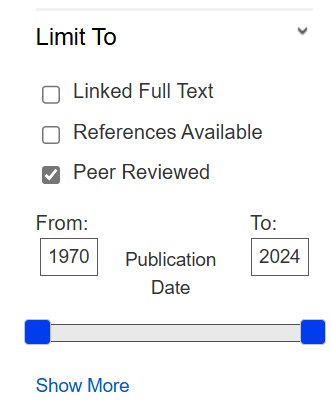 Limit To
Linked Full Text
References Available
Peer Reviewed
From: To:
1970 Publication Date 2024
Show More